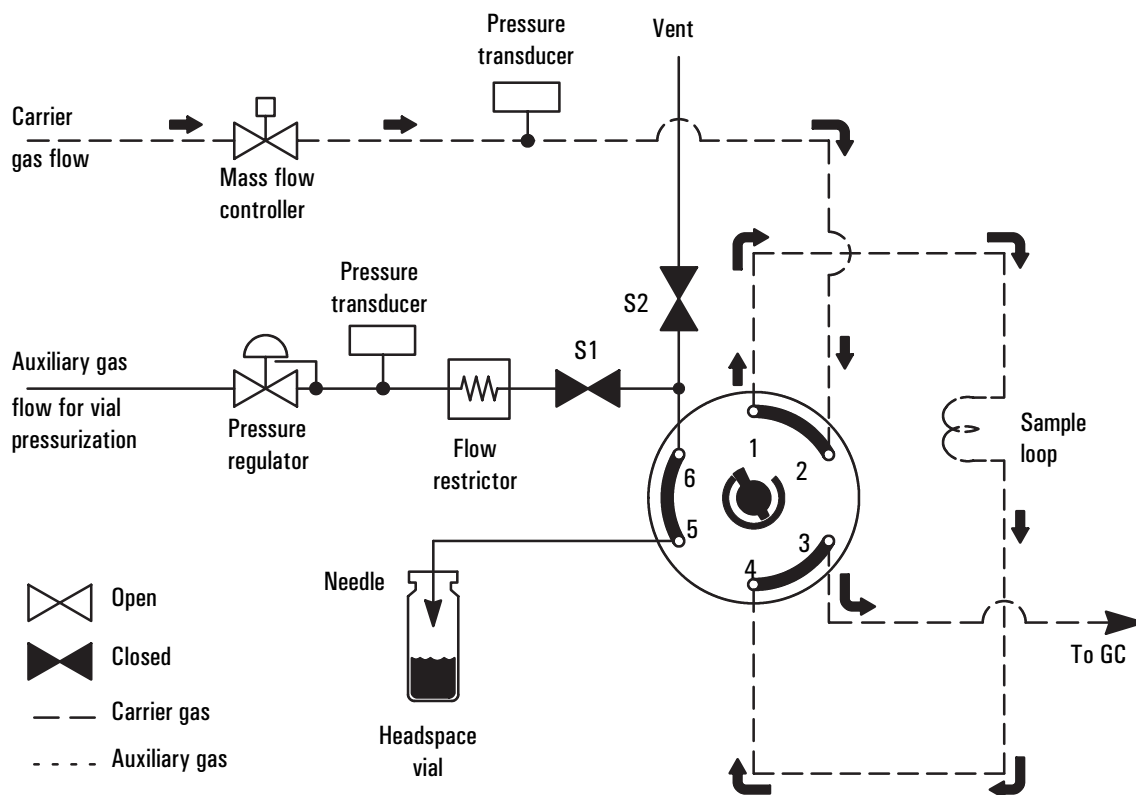 Vent
Pressure
transducer
Carrier
gas flow
Mass flow
controller
Pressure
transducer
S2
S1
Auxiliary gas
flow for vial
pressurization
Pressure
regulator
Flow
restrictor
Sample
loop
1
2
6
5
3
4
Needle
Open
Closed
To GC
Carrier gas
Auxiliary gas
Headspace
vial